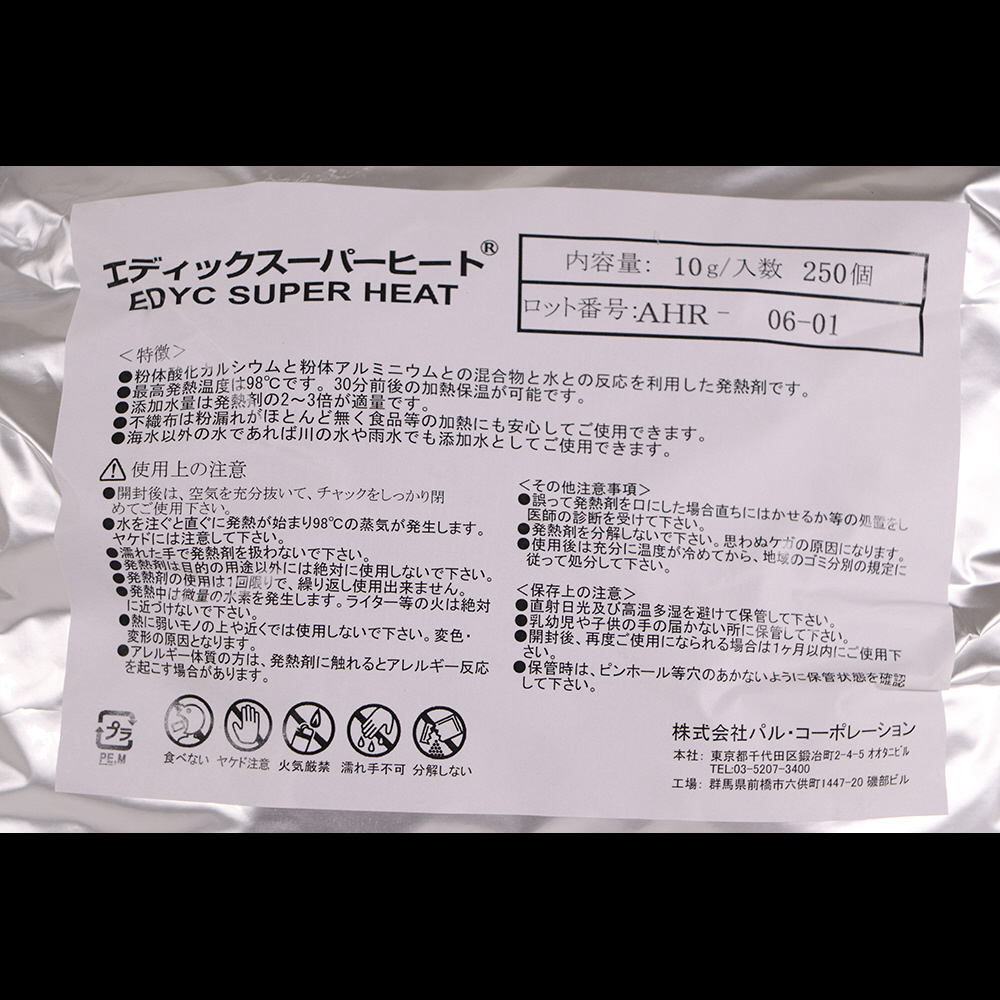 エディックスーパーヒート®
EDYC SUPER HEAT
内容量: 10g/入数 250個
ロット番号:AHR- 06-01
<特徴>
●粉体酸化カルシウムと粉体アルミニウムとの混合物と水との反応を利用した発熱剤です。
●最高発熱温度は98℃です。30分前後の加熱保温が可能です。
●添加水量は発熱剤の2～3倍が適量です。
●不織布は粉漏れがほとんど無く食品等の加熱にも安心してご使用できます。
●海水以外の水であれば川の水や雨水でも添加水としてご使用できます。
⚠使用上の注意
●開封後は、空気を充分抜いて、チャックをしっかり閉
めてご使用下さい。
●水を注ぐと直ぐに発熱が始まり98℃の蒸気が発生します。
ヤケドには注意して下さい。
●濡れた手で発熱剤を扱わないで下さい。
●発熱剤は目的の用途以外には絶対に使用しないで下さい。
●発熱剤の使用は1回限りで、繰り返し使用出来ません。
●発熱中は微量の水素を発生します。ライター等の火は絶対
に近づけないで下さい。
●熱に弱いモノの上や近くでは使用しないで下さい。変色・
変形の原因となります。
●アレルギー体質の方は、発熱剤に触れるとアレルギー反応
を起こす場合があります。
<その他注意事項>
●誤って発熱剤を口にした場合直ちにはかせるか等の処置をし
医師の診断を受けて下さい。
●発熱剤を分解しないで下さい。思わぬケガの原因になります。
●使用後は充分に温度が冷めてから、地域のゴミ分別の規定に
従って処分して下さい。
<保存上の注意>
●直射日光及び高温多湿を避けて保管して下さい。
●乳幼児や子供の手の届かない所に保管して下さい。
●開封後、再度ご使用になられる場合は1ヶ月以内にご使用下
さい。
●保管時は、ピンホール等穴のあかないように保管状態を確認
して下さい。
プラ
PE,M
食べない ヤケド注意 火気厳禁 濡れ手不可 分解しない
株式会社パル・コーポレーション
本社: 東京都千代田区鍛冶町2-4-5 オオタニビル
TEL:03-5207-3400
工場: 群馬県前橋市六供町1447-20 磯部ビル